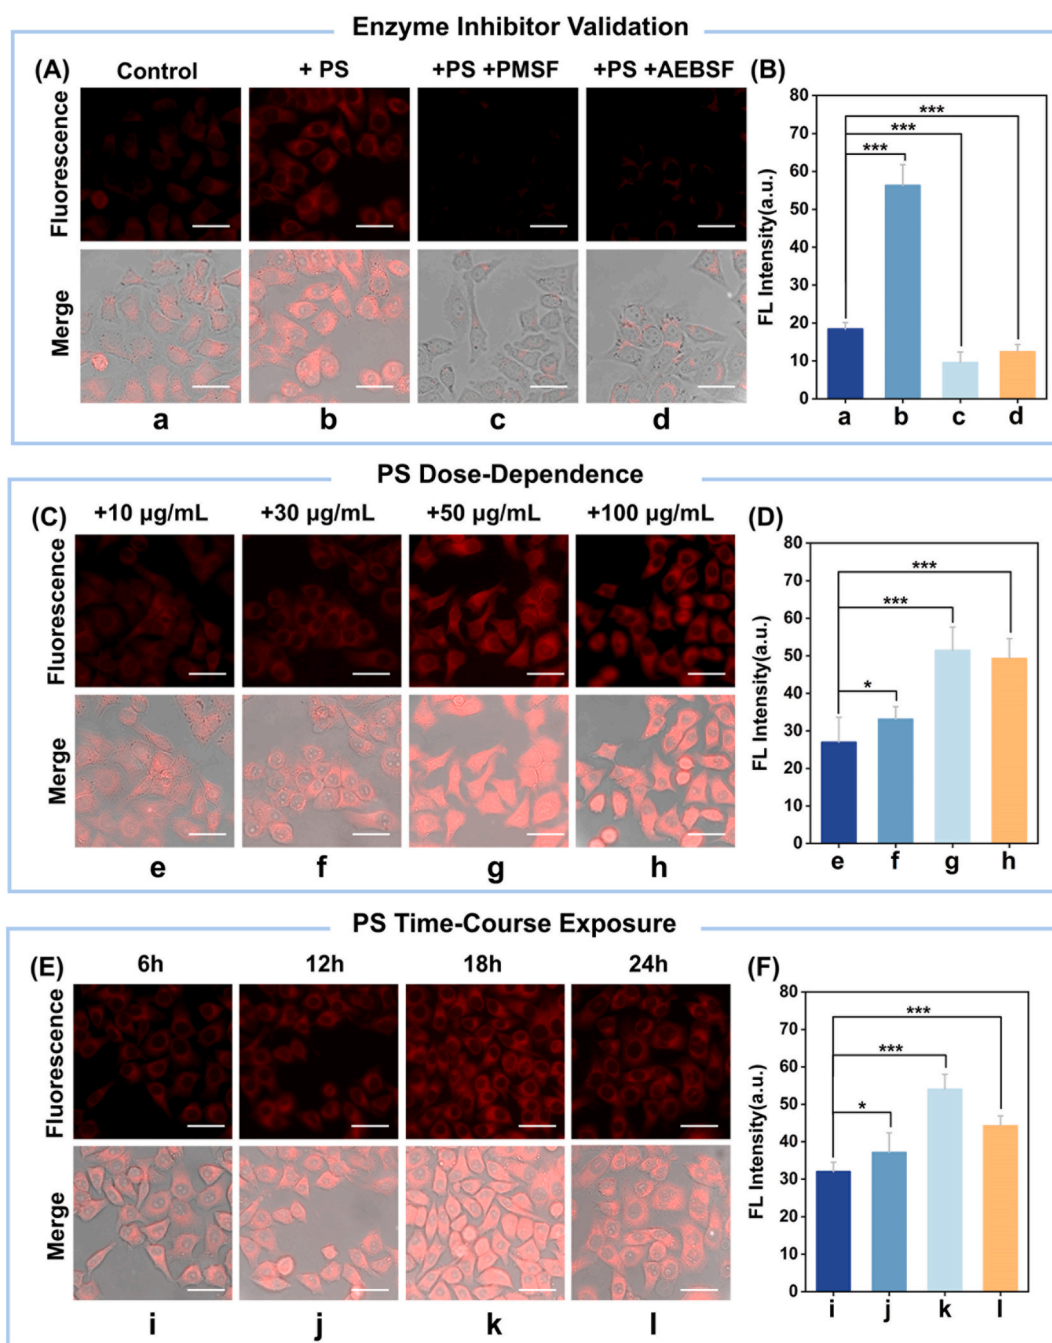 Enzyme Inhibitor Validation
(A) Control + PS +PS +PMSF +PS +AEBSF
Fluorescence
Merge
a b c d
(B)
FL Intensity(a.u.)
80
70
60
50
40
30
20
10
0
***
***
***
a b c d
PS Dose-Dependence
(C) +10 μg/mL +30 μg/mL +50 μg/mL +100 μg/mL
Fluorescence
Merge
e f g h
(D)
FL Intensity(a.u.)
80
70
60
50
40
30
20
10
0
***
***
*
e f g h
PS Time-Course Exposure
(E) 6h 12h 18h 24h
Fluorescence
Merge
i j k l
(F)
FL Intensity(a.u.)
80
70
60
50
40
30
20
10
0
***
***
*
i j k l